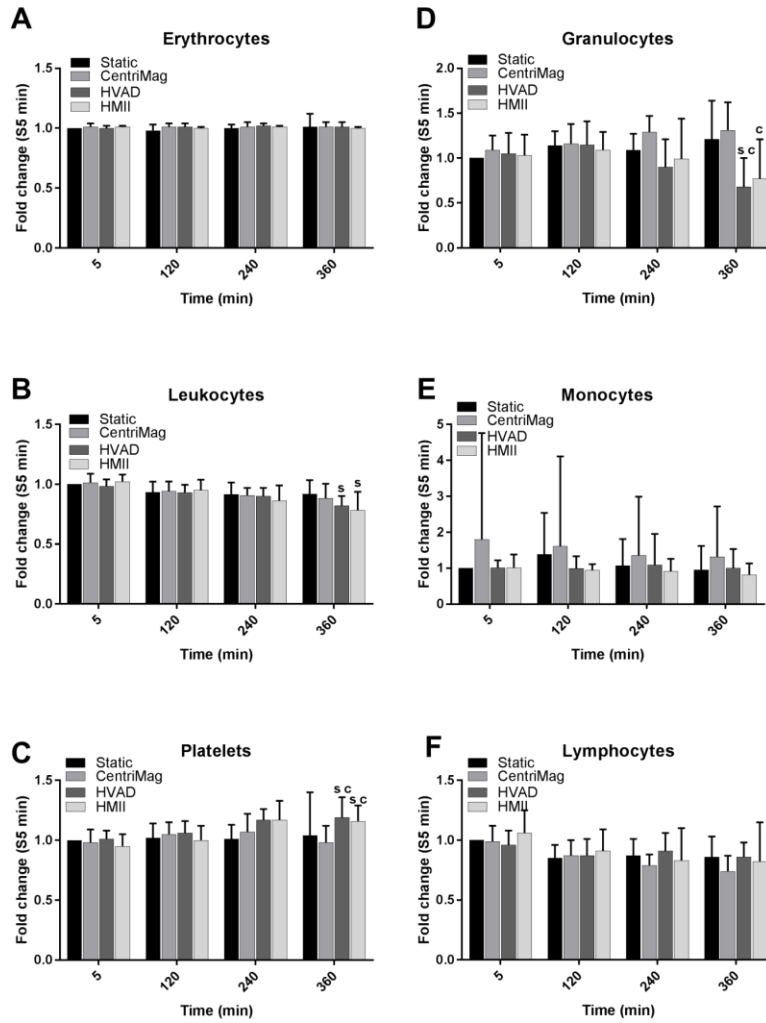 A
Erythrocytes
Static
CentriMag
HVAD
HMII
Fold change (S5 min)
1.5
1.0
0.5
0.0
5
120
240
360
Time (min)
D
Granulocytes
Static
CentriMag
HVAD
HMII
Fold change (S5 min)
2.0
1.5
1.0
0.5
0.0
s c
c
5
120
240
360
Time (min)
B
Leukocytes
Static
CentriMag
HVAD
HMII
Fold change (S5 min)
1.5
1.0
0.5
0.0
s
s
5
120
240
360
Time (min)
E
Monocytes
Static
CentriMag
HVAD
HMII
Fold change (S5 min)
5
4
3
2
1
0
5
120
240
360
Time (min)
C
Platelets
Static
CentriMag
HVAD
HMII
Fold change (S5 min)
1.5
1.0
0.5
0.0
s c
s c
5
120
240
360
Time (min)
F
Lymphocytes
Static
CentriMag
HVAD
HMII
Fold change (S5 min)
1.5
1.0
0.5
0.0
5
120
240
360
Time (min)